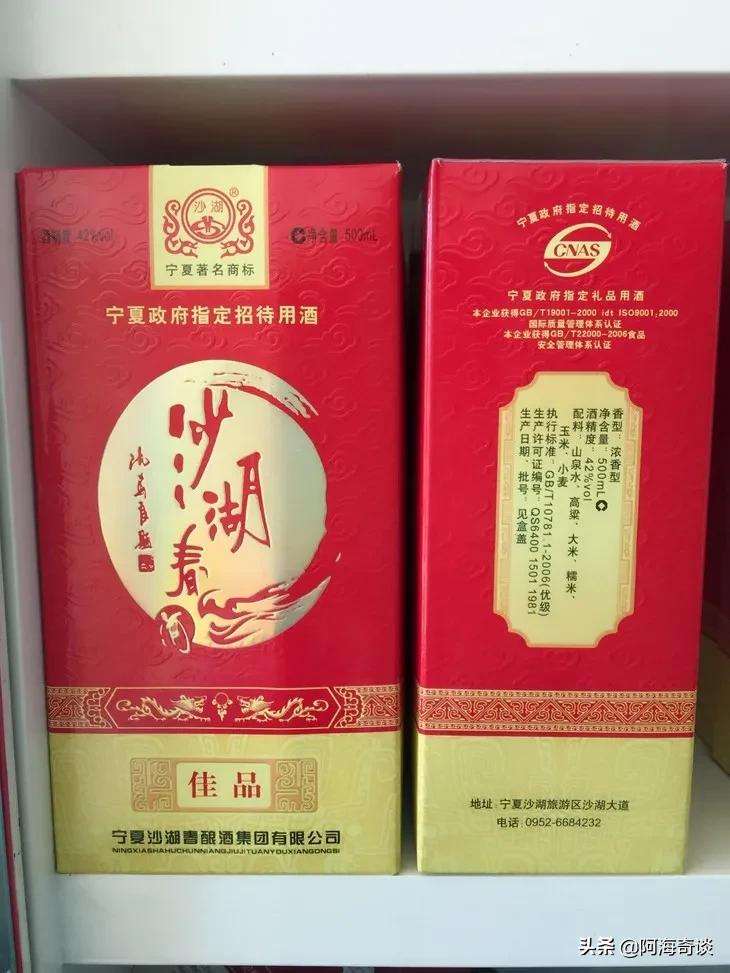 沙湖
®
宁夏著名商标
酒精度 42%vol
C净含量 500mL
宁夏政府指定招待用酒
沙湖春
酒
佳品
宁夏沙湖春酿酒集团有限公司
NINGXIASHAHUCHUNNIANGJIUJITUANYOUXIANGONGSI
宁夏政府指定招待用酒
CNAS
宁夏政府指定礼品用酒
本企业获得GB/T19001-2000 idt ISO9001:2000
国际质量管理体系认证
本企业获得GB/T22000-2006食品
安全管理体系认证
香型：浓香型
净含量：500mL C
酒精度：42%vol
配料：山泉水、高粱、大米、糯米、
玉米、小麦
执行标准：GB/T10781.1-2006(优级)
生产许可证编号：QS6400 1501 1981
生产日期、批号：见盒盖
地址:宁夏沙湖旅游区沙湖大道
电话:0952-6684232
头条 @阿海奇谈